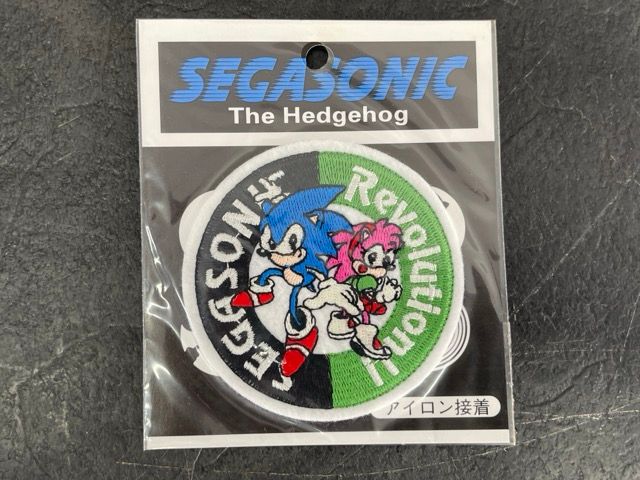 SEGASONIC
The Hedgehog
SEGASONIC
Revolution!!
アイロン接着